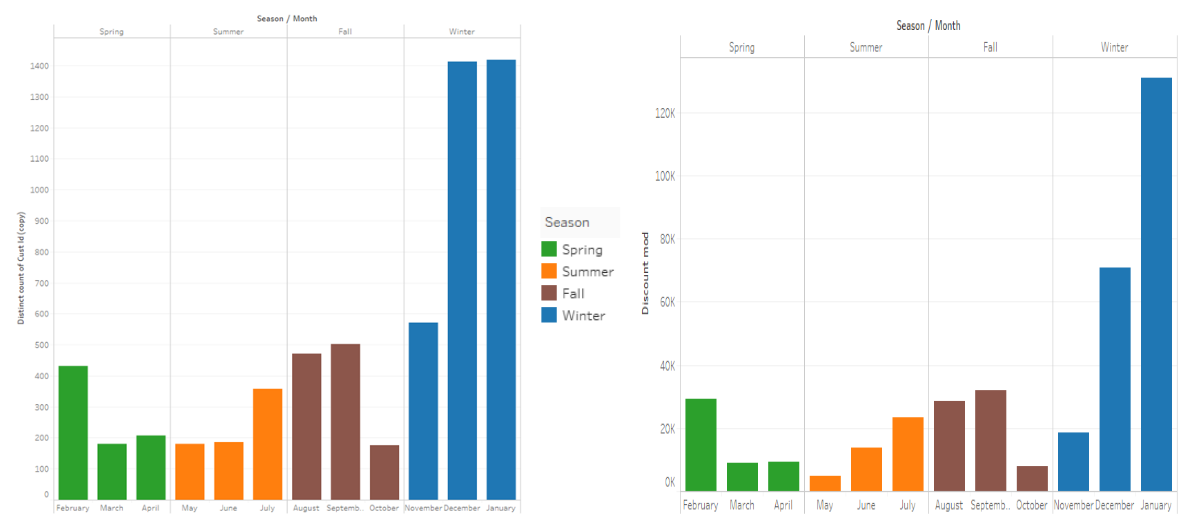 Season / Month
Spring Summer Fall Winter
1400
1300
1200
1100
1000
900
800
700
600
500
400
300
200
100
0
Distinct count of Cust Id (copy)
February March April May June July August Septemb.. October November December January
Season
Spring
Summer
Fall
Winter
Season / Month
Spring Summer Fall Winter
120K
100K
80K
60K
40K
20K
0K
Discount mod
February March April May June July August Septemb.. October November December January